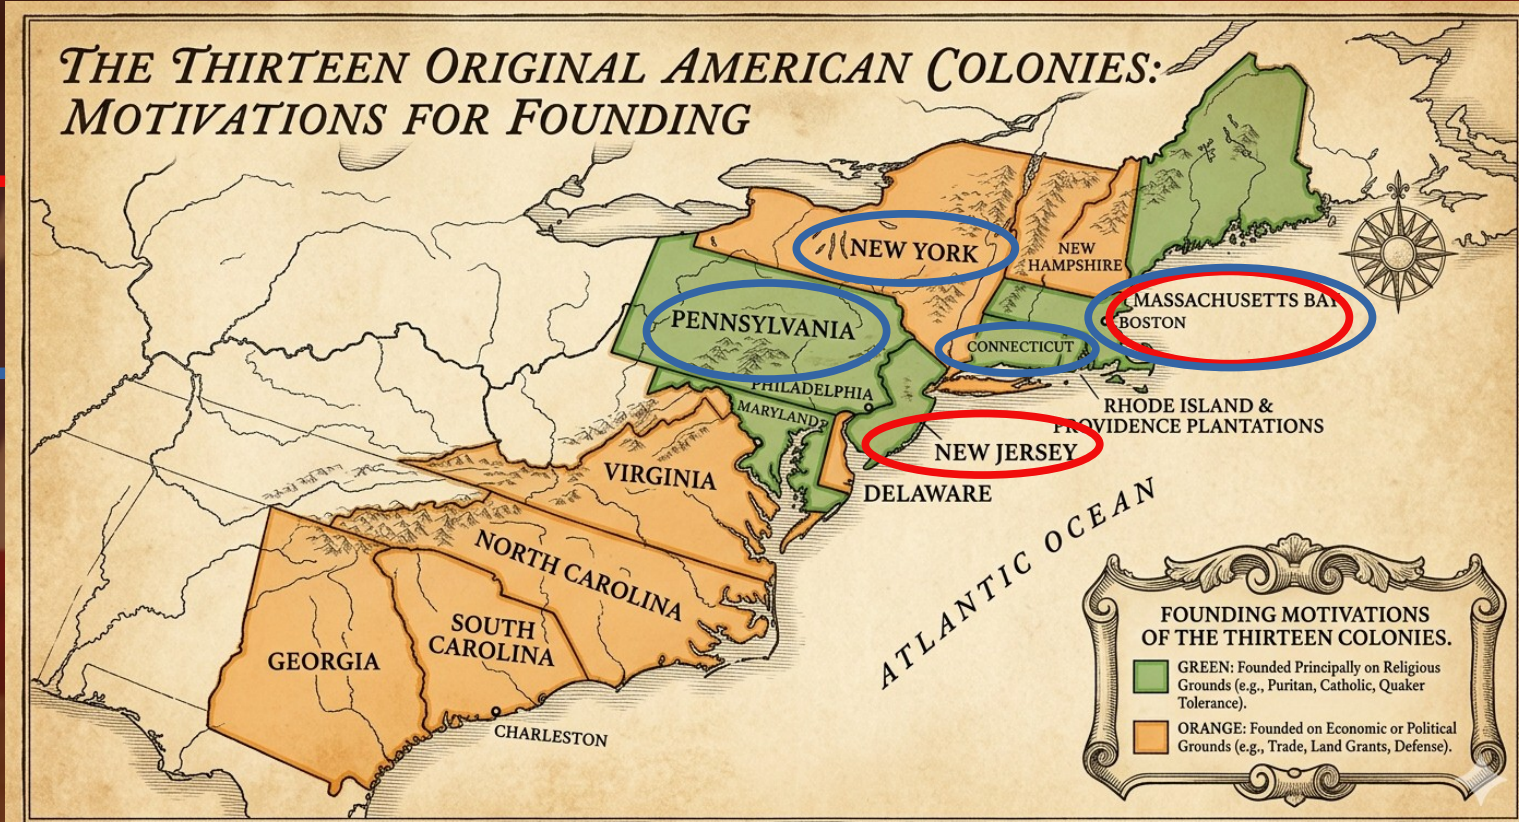 THE THIRTEEN ORIGINAL AMERICAN COLONIES:
MOTIVATIONS FOR FOUNDING
NEW YORK
NEW
HAMPSHIRE
MASSACHUSETTS BAY
BOSTON
PENNSYLVANIA
CONNECTICUT
PHILADELPHIA
MARYLAND?
RHODE ISLAND &
PROVIDENCE PLANTATIONS
NEW JERSEY
VIRGINIA
DELAWARE
NORTH CAROLINA
ATLANTIC OCEAN
SOUTH
CAROLINA
GEORGIA
CHARLESTON
FOUNDING MOTIVATIONS
OF THE THIRTEEN COLONIES.
GREEN: Founded Principally on Religious
Grounds (e.g., Puritan, Catholic, Quaker
Tolerance).
ORANGE: Founded on Economic or Political
Grounds (e.g., Trade, Land Grants, Defense).